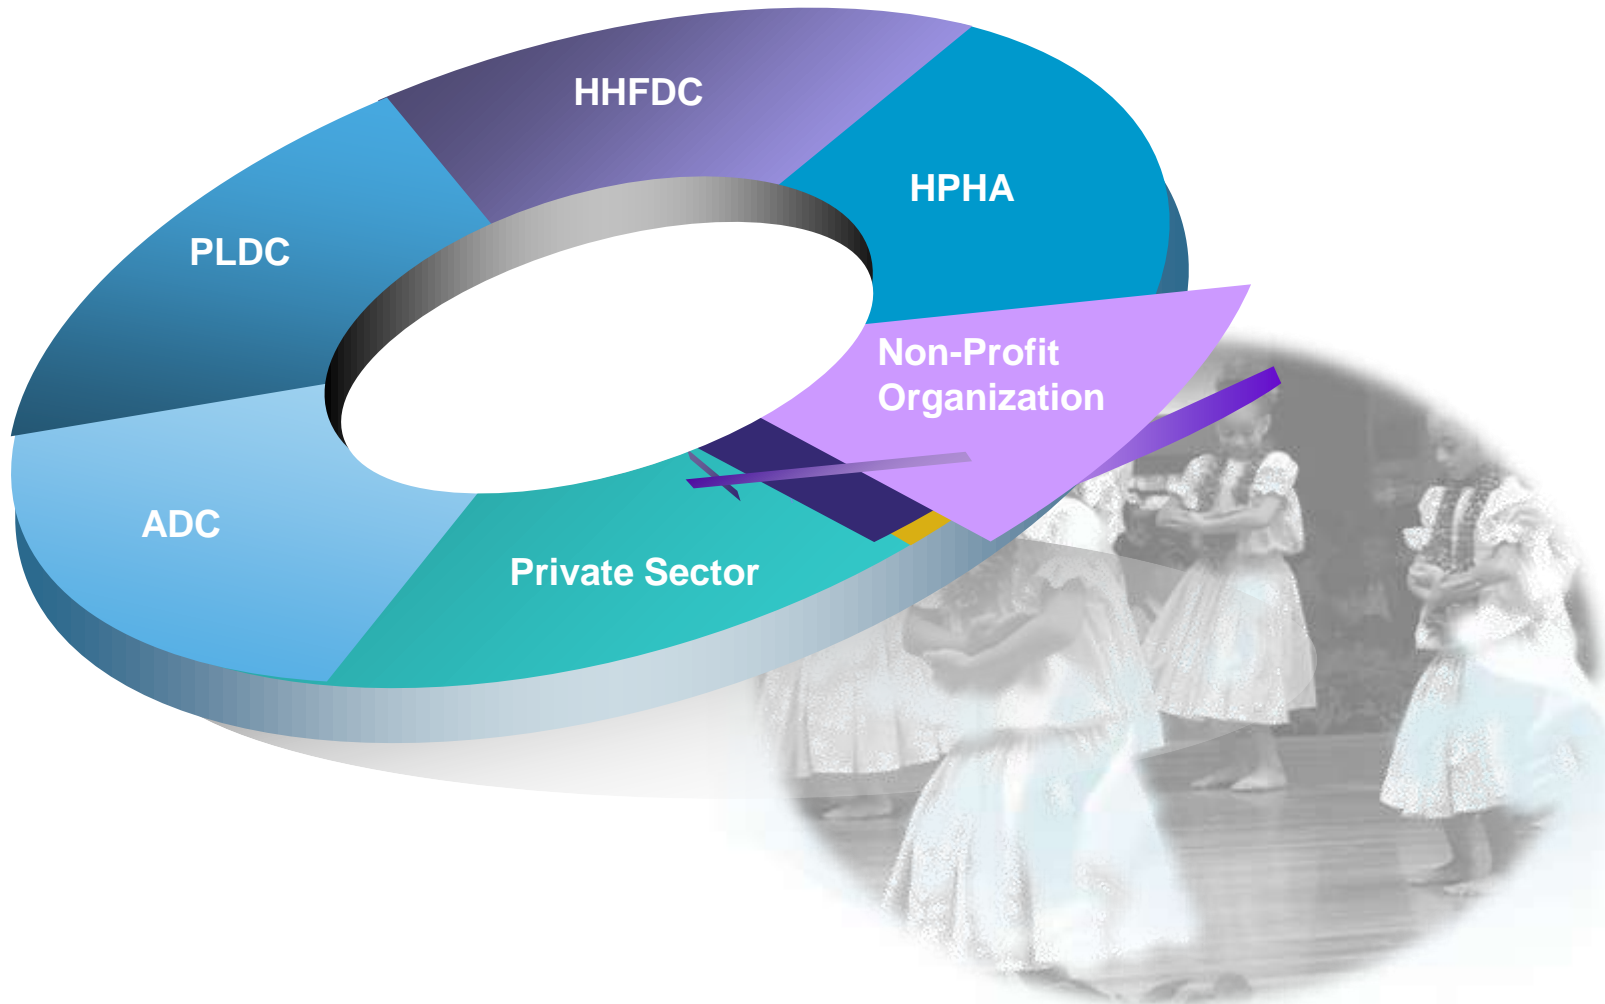 HHFDC
HPHA
PLDC
Non-Profit
Organization
ADC
Private Sector